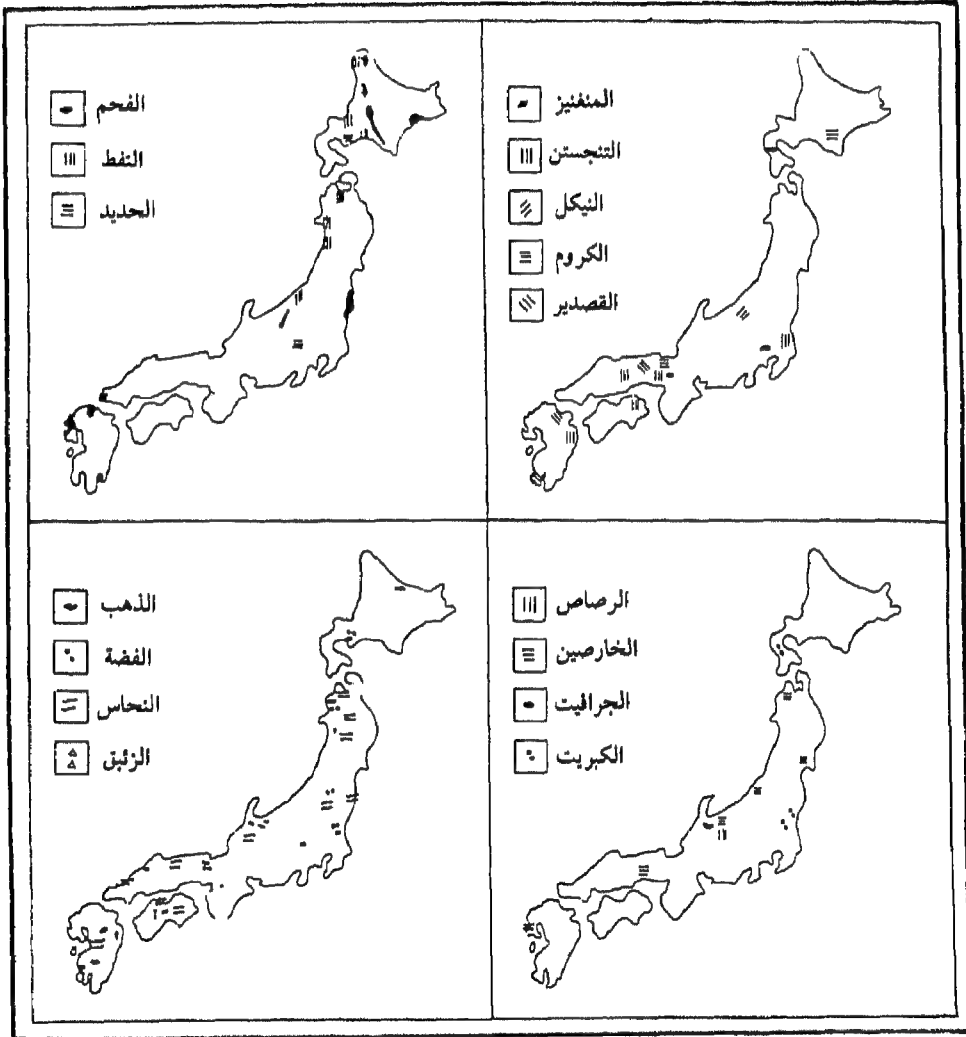 الفحم
النفط
الحديد
المنغنيز
التنجستن
النيكل
الكروم
القصدير
الذهب
الفضة
النحاس
الزئبق
الرصاص
الخارصين
الجرافيت
الكبريت